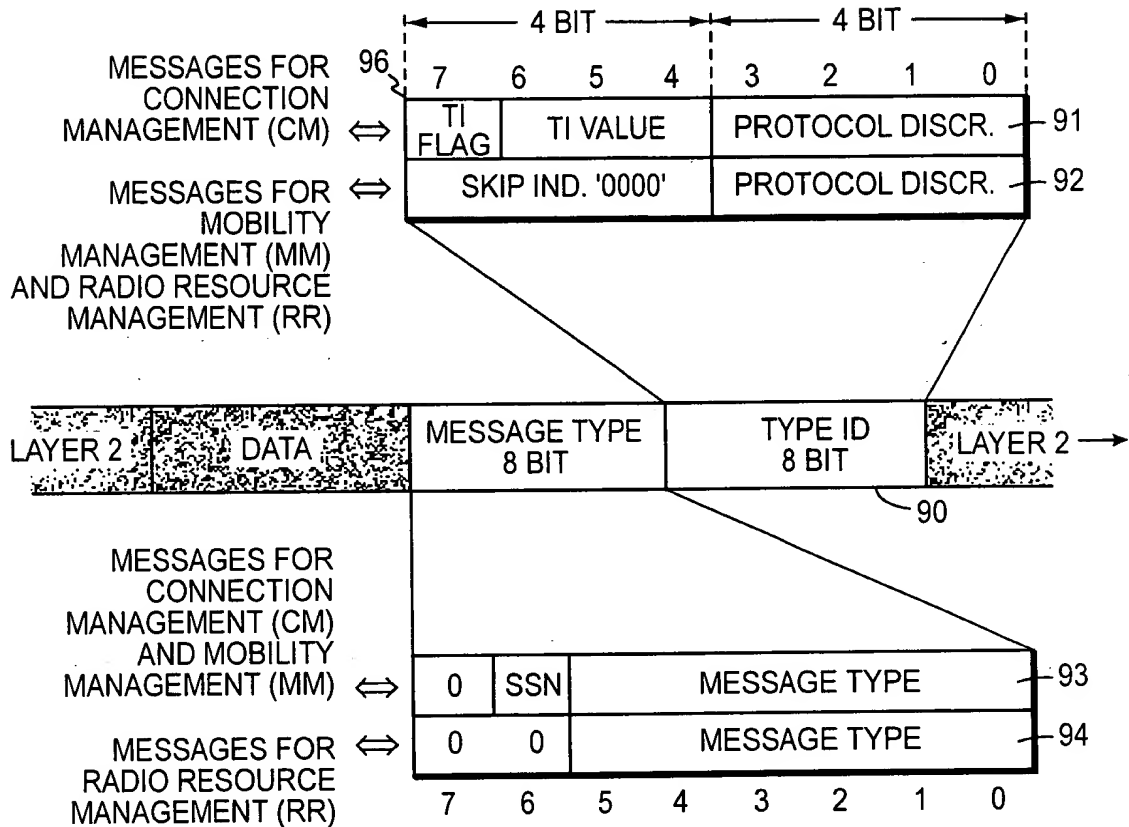 4 BIT 4 BIT
96 7 6 5 4 3 2 1 0
MESSAGES FOR
CONNECTION
MANAGEMENT (CM)
TI
FLAG
TI VALUE
PROTOCOL DISCR.
91
MESSAGES FOR
MOBILITY
MANAGEMENT (MM)
AND RADIO RESOURCE
MANAGEMENT (RR)
SKIP IND. '0000'
PROTOCOL DISCR.
92
LAYER 2
DATA
MESSAGE TYPE
8 BIT
TYPE ID
8 BIT
LAYER 2
90
MESSAGES FOR
CONNECTION
MANAGEMENT (CM)
AND MOBILITY
MANAGEMENT (MM)
0 SSN MESSAGE TYPE 93
MESSAGES FOR
RADIO RESOURCE
MANAGEMENT (RR)
0 0 MESSAGE TYPE 94
7 6 5 4 3 2 1 0